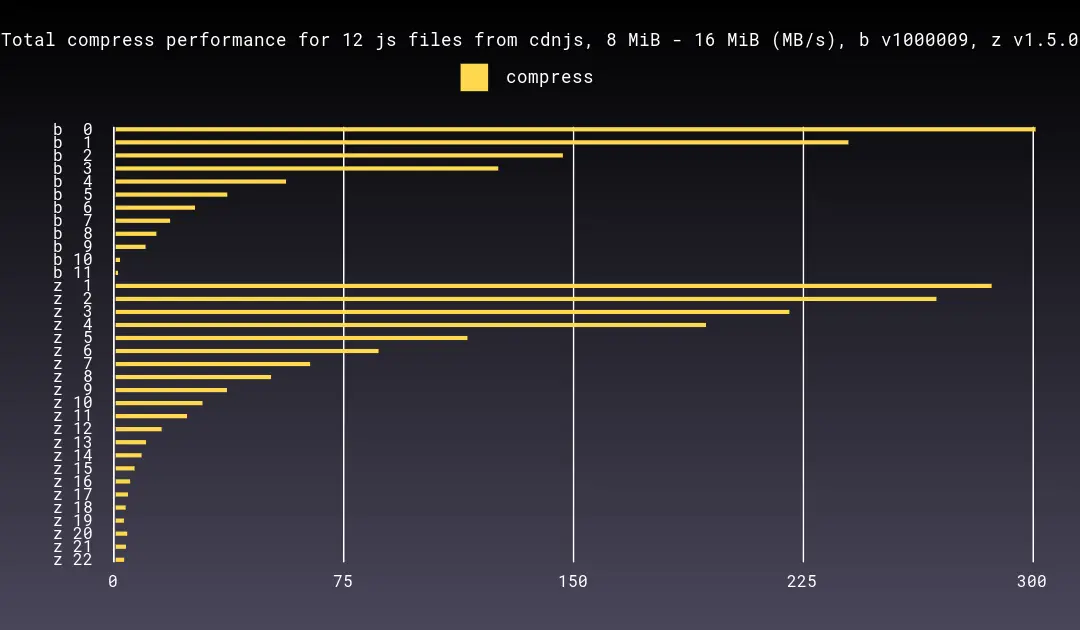 Total compress performance for 12 js files from cdnjs, 8 MiB - 16 MiB (MB/s), b v1000009, z v1.5.0
compress
b 0
b 1
b 2
b 3
b 4
b 5
b 6
b 7
b 8
b 9
b 10
b 11
z 1
z 2
z 3
z 4
z 5
z 6
z 7
z 8
z 9
z 10
z 11
z 12
z 13
z 14
z 15
z 16
z 17
z 18
z 19
z 20
z 21
z 22
0 75 150 225 300